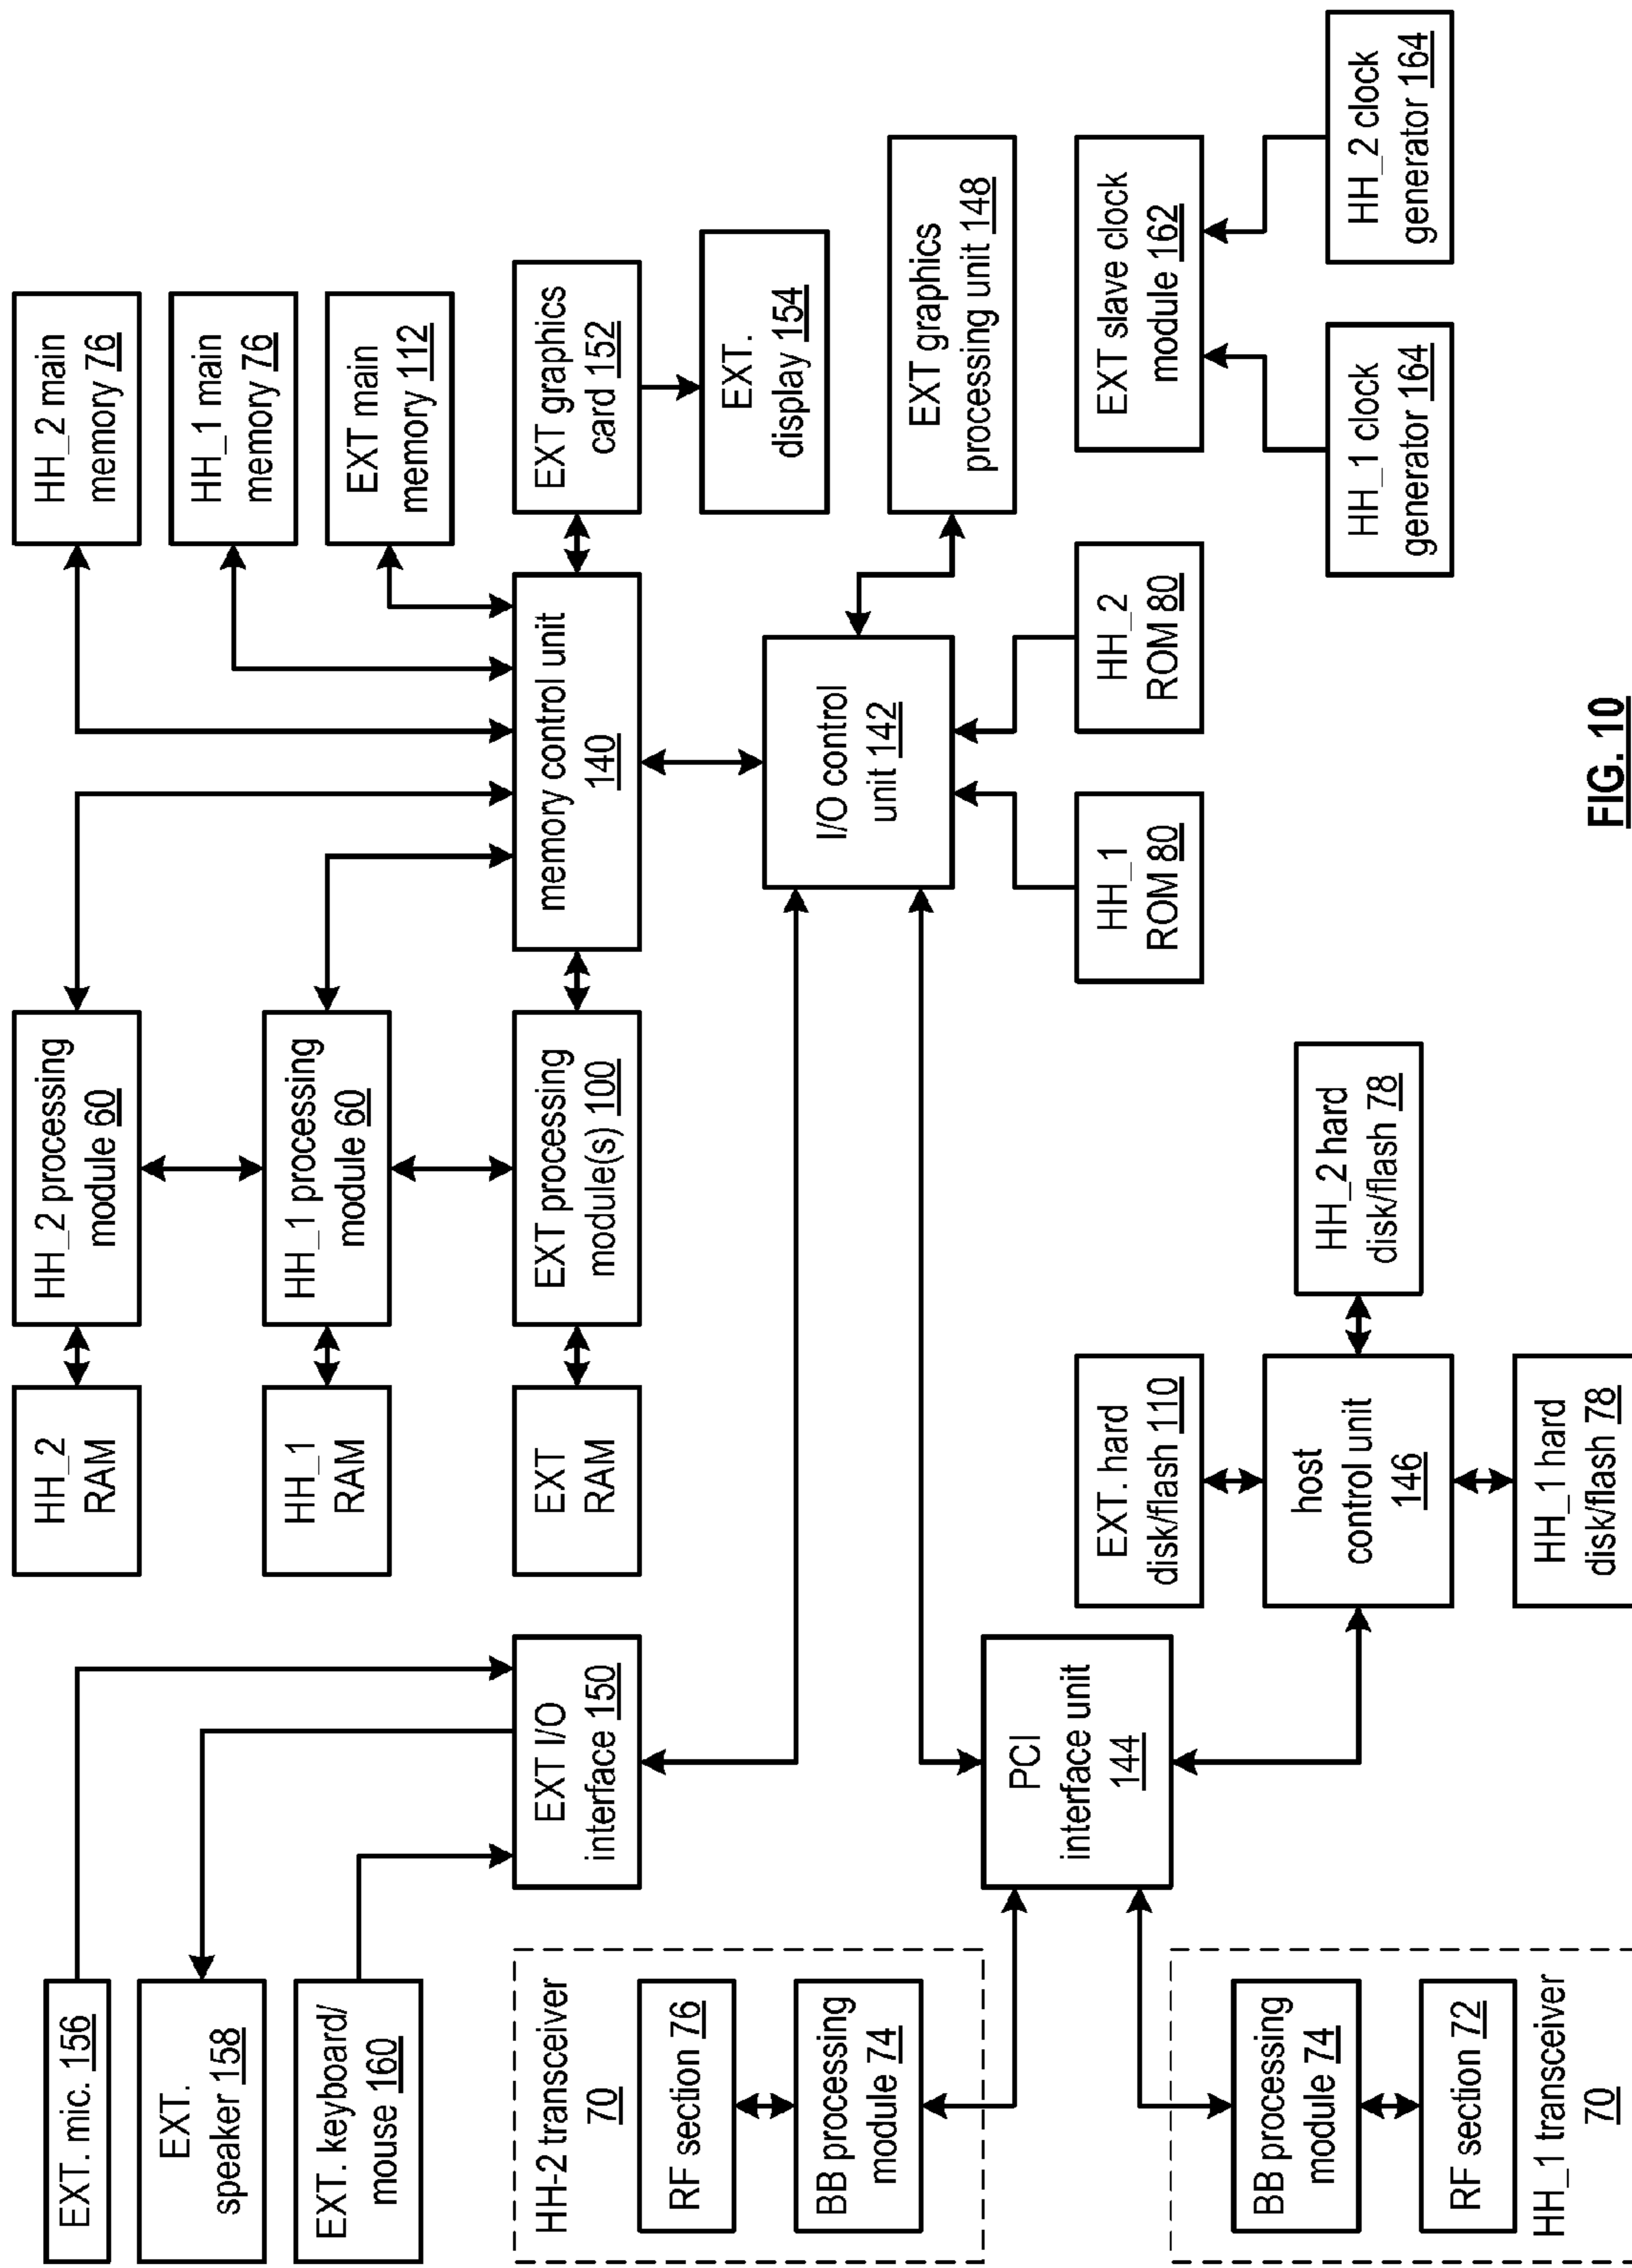 EXT. mic. 156
EXT.
speaker 158
EXT. keyboard/
mouse 160
EXT I/O
interface 150
HH_2
RAM
HH_1
RAM
EXT
RAM
HH_2 processing
module 60
HH_1 processing
module 60
EXT processing
module(s) 100
HH_2 main
memory 76
HH_1 main
memory 76
EXT main
memory 112
memory control unit
140
EXT graphics
card 152
EXT.
display 154
HH-2 transceiver
70
RF section 76
BB processing
module 74
I/O control
unit 142
EXT graphics
processing unit 148
PCI
interface unit
144
HH_1
ROM 80
HH_2
ROM 80
EXT slave clock
module 162
EXT. hard
disk/flash 110
host
control unit
146
HH_2 hard
disk/flash 78
HH_1 hard
disk/flash 78
HH_1 clock
generator 164
HH_2 clock
generator 164
BB processing
module 74
RF section 72
HH_1 transceiver
70
FIG. 10